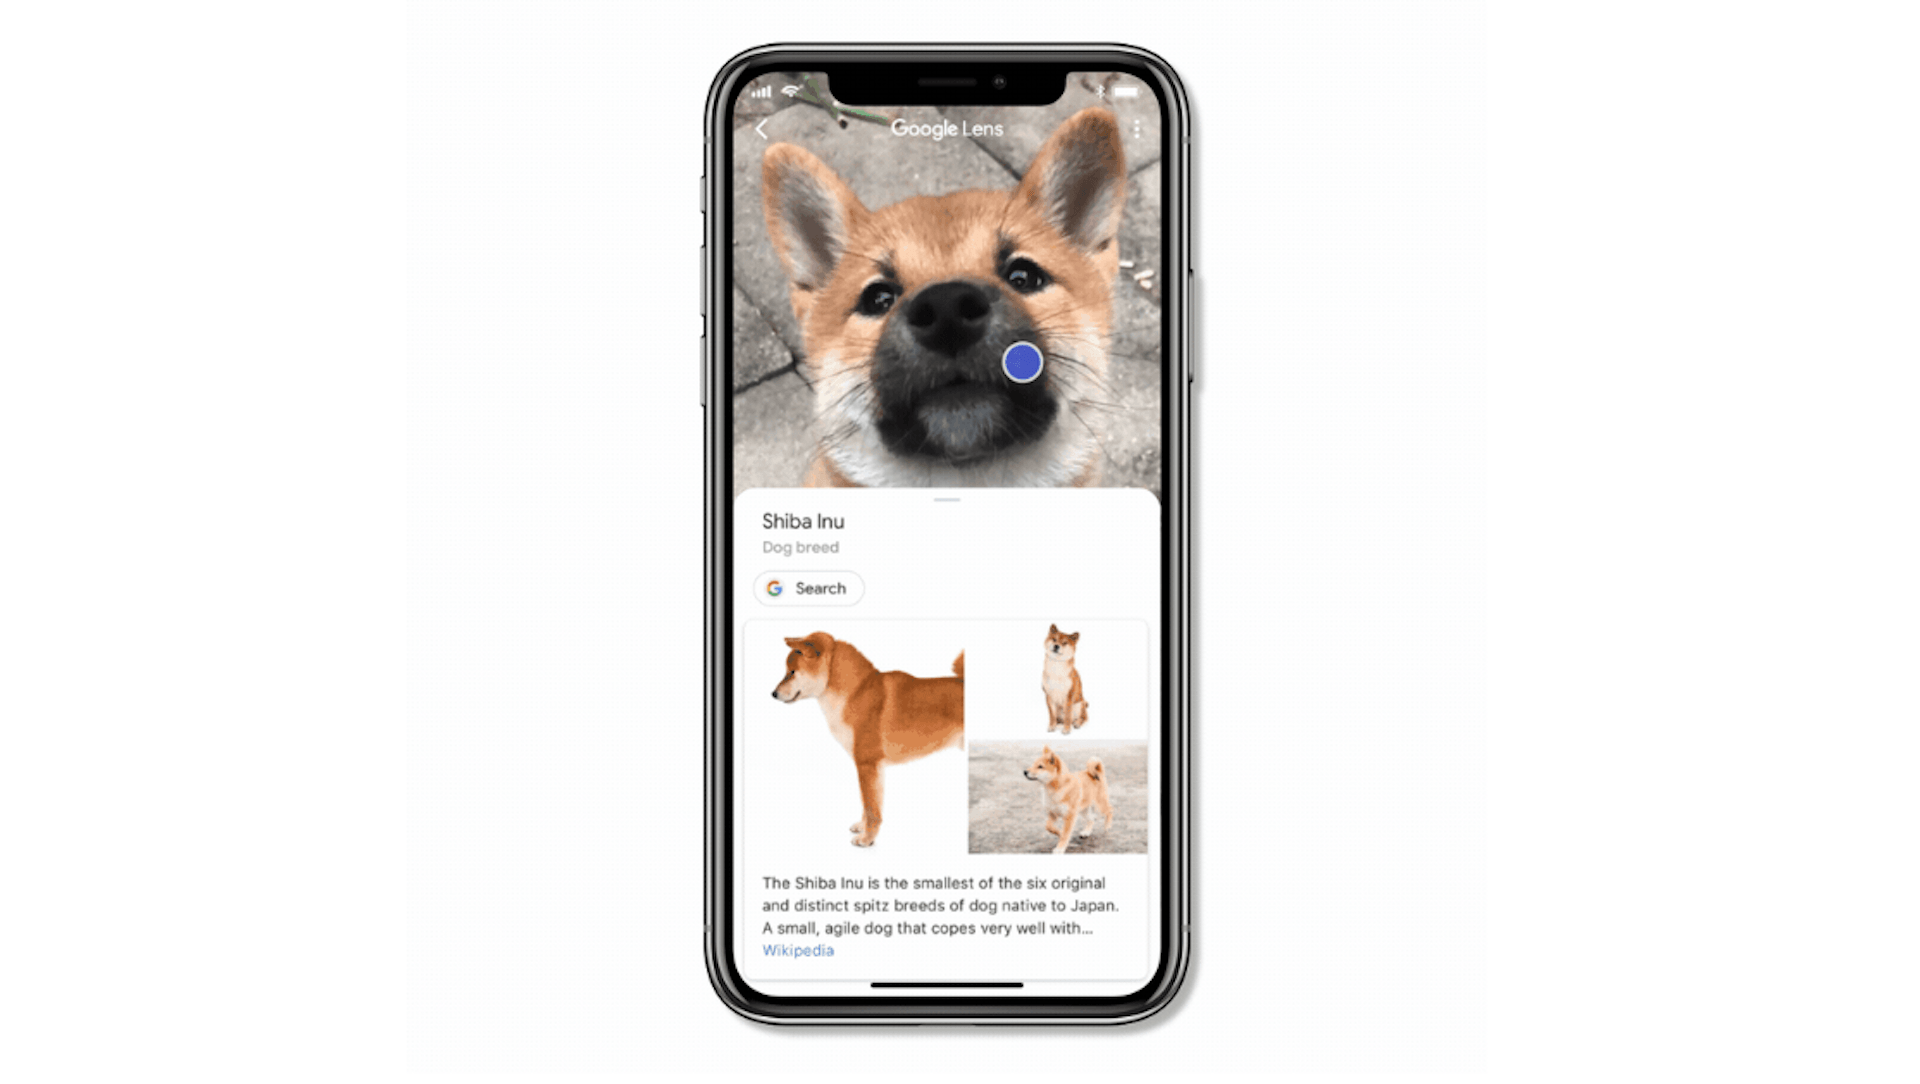 Google Lens
Shiba Inu
Dog breed
Search
The Shiba Inu is the smallest of the six original
and distinct spitz breeds of dog native to Japan.
A small, agile dog that copes very well with...
Wikipedia